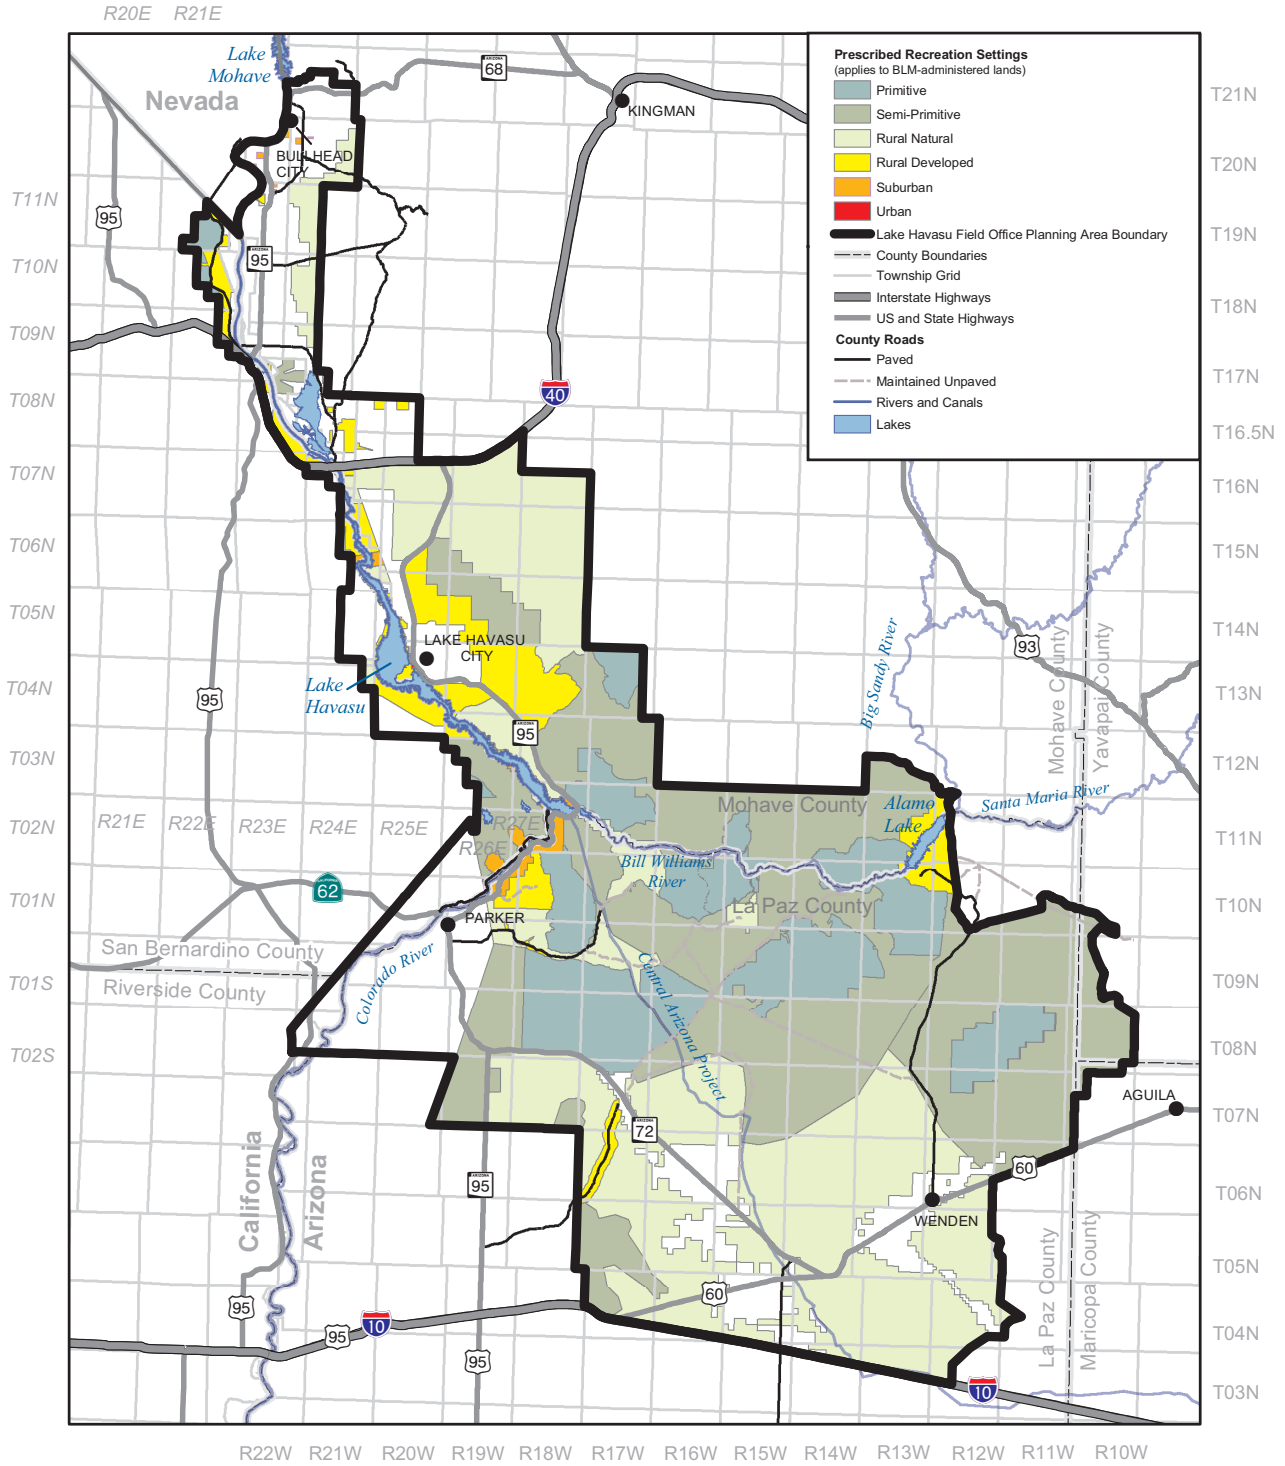 R20E R21E
Lake
Mohave
Nevada
ARIZONA
68
KINGMAN
BULLHEAD
CITY
95
ARIZONA
95
40
Prescribed Recreation Settings
(applies to BLM-administered lands)
Primitive
Semi-Primitive
Rural Natural
Rural Developed
Suburban
Urban
Lake Havasu Field Office Planning Area Boundary
County Boundaries
Township Grid
Interstate Highways
US and State Highways
County Roads
Paved
Maintained Unpaved
Rivers and Canals
Lakes
T21N
T20N
T19N
T18N
T17N
T16.5N
T16N
T15N
T14N
T13N
T12N
T11N
T10N
T09N
T08N
T07N
T06N
T05N
T04N
T03N
T11N
T10N
T09N
T08N
T07N
T06N
T05N
T04N
T03N
T02N
T01N
T01S
T02S
LAKE HAVASU
CITY
Lake
Havasu
95
ARIZONA
95
Big Sandy River
93
Mohave County
Yavapai County
Mohave County
Alamo
Lake
Santa Maria River
R21E R22E R23E R24E R25E
R27E
R26E
Bill Williams
River
La Paz County
CALIFORNIA
62
PARKER
San Bernardino County
Riverside County
Colorado River
Central Arizona Project
AGUILA
ARIZONA
72
60
California
Arizona
ARIZONA
95
WENDEN
La Paz County
Maricopa County
60
95
10
95
95
10
R22W R21W R20W R19W R18W R17W R16W R15W R14W R13W R12W R11W R10W